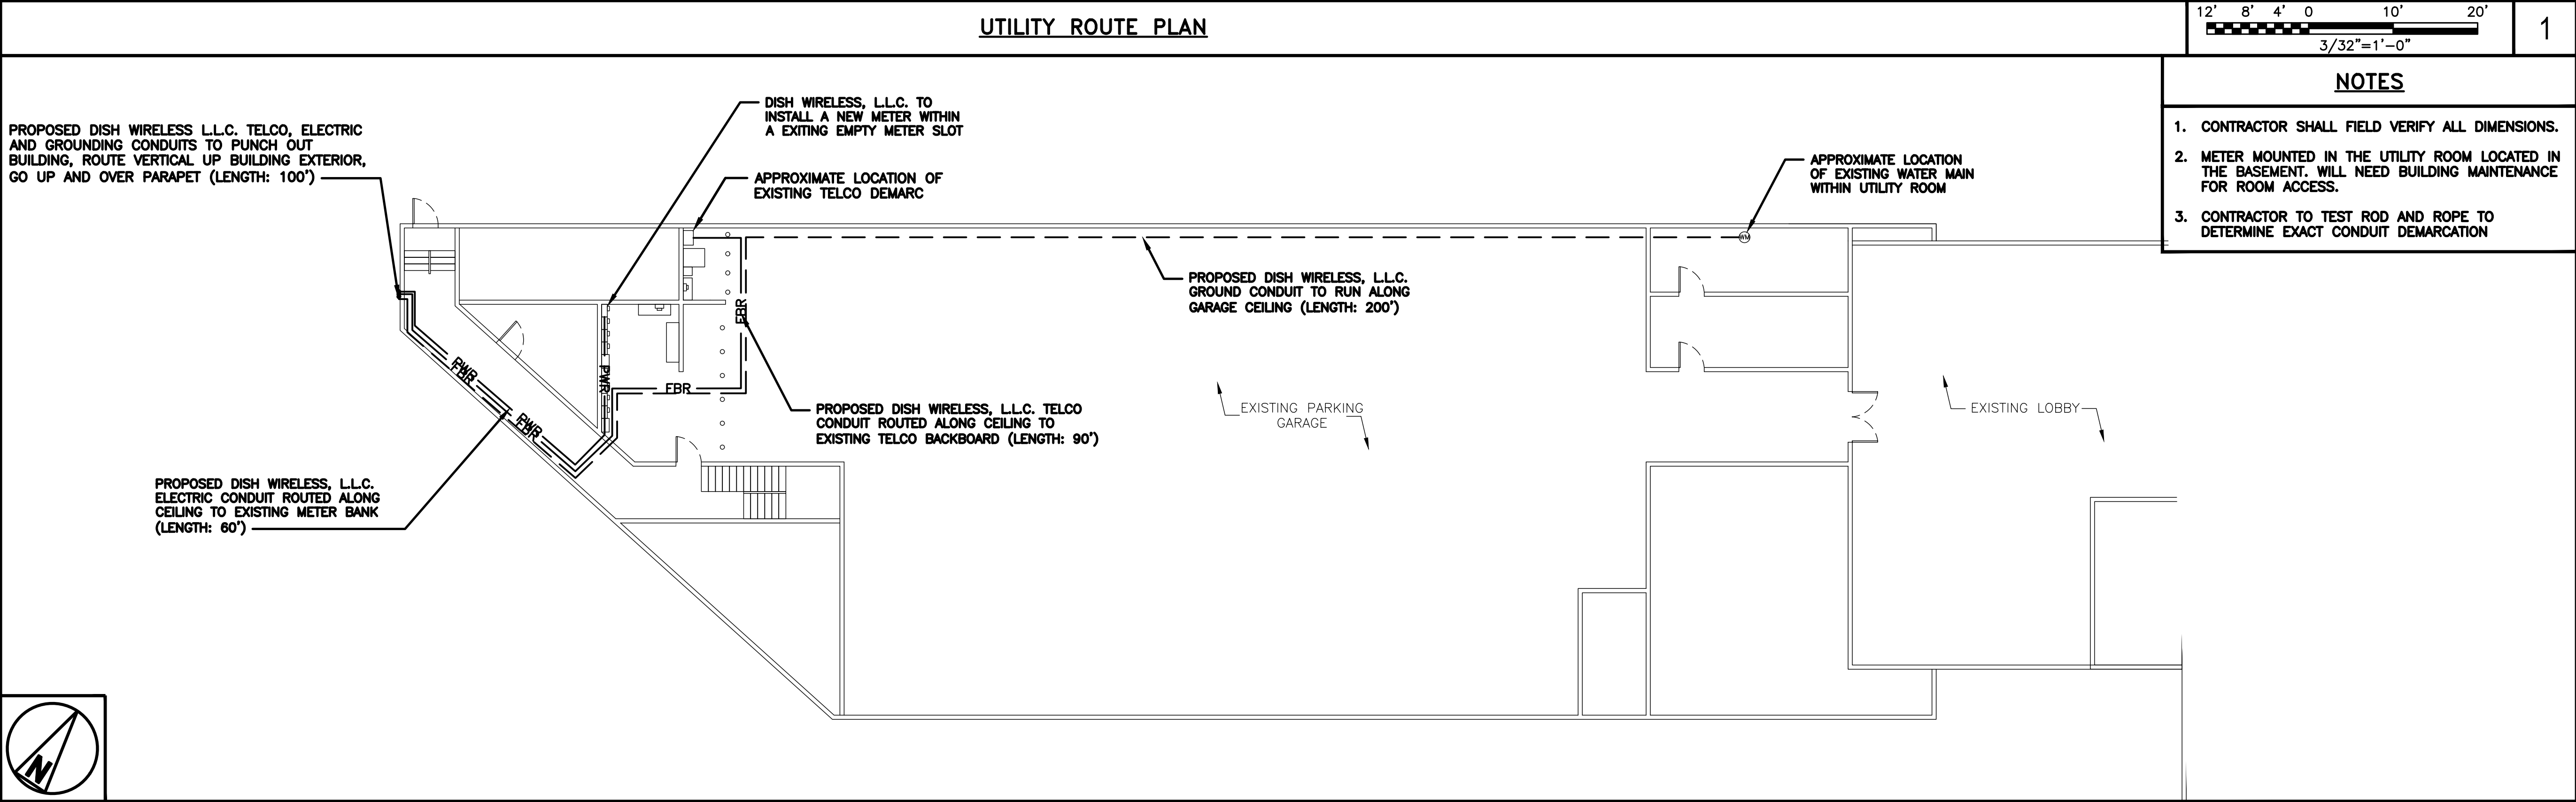 UTILITY ROUTE PLAN
12' 8' 4' 0 10' 20'
3/32"=1'-0"
1
NOTES
1. CONTRACTOR SHALL FIELD VERIFY ALL DIMENSIONS.
2. METER MOUNTED IN THE UTILITY ROOM LOCATED IN
THE BASEMENT. WILL NEED BUILDING MAINTENANCE
FOR ROOM ACCESS.
3. CONTRACTOR TO TEST ROD AND ROPE TO
DETERMINE EXACT CONDUIT DEMARCATION
PROPOSED DISH WIRELESS L.L.C. TELCO, ELECTRIC
AND GROUNDING CONDUITS TO PUNCH OUT
BUILDING, ROUTE VERTICAL UP BUILDING EXTERIOR,
GO UP AND OVER PARAPET (LENGTH: 100')
DISH WIRELESS, L.L.C. TO
INSTALL A NEW METER WITHIN
A EXITING EMPTY METER SLOT
APPROXIMATE LOCATION OF
EXISTING TELCO DEMARC
APPROXIMATE LOCATION
OF EXISTING WATER MAIN
WITHIN UTILITY ROOM
WM
PROPOSED DISH WIRELESS, L.L.C.
GROUND CONDUIT TO RUN ALONG
GARAGE CEILING (LENGTH: 200')
FBR
PWR
FBR
PWR
FBR
PWR
FBR
PROPOSED DISH WIRELESS, L.L.C. TELCO
CONDUIT ROUTED ALONG CEILING TO
EXISTING TELCO BACKBOARD (LENGTH: 90')
EXISTING PARKING
GARAGE
EXISTING LOBBY
PROPOSED DISH WIRELESS, L.L.C.
ELECTRIC CONDUIT ROUTED ALONG
CEILING TO EXISTING METER BANK
(LENGTH: 60')
N